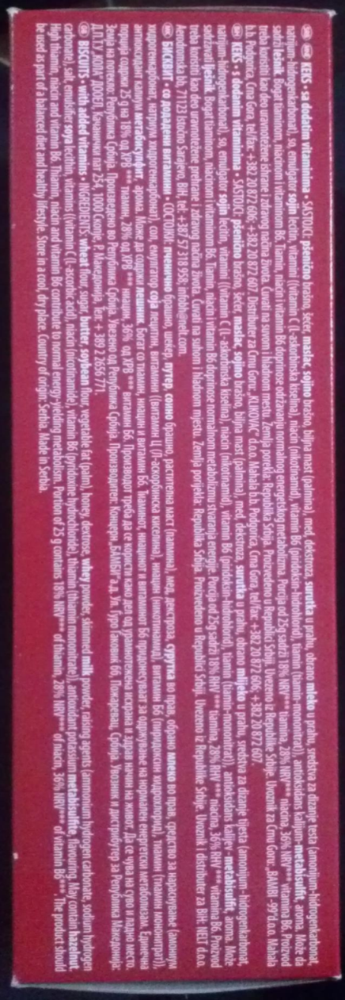 SRB MNE KEKS • sa dodatim vitaminima • SASTOJCI: pšenično brašno, šećer, maslac, sojino brašno, biljna mast (palmina), med, dekstroza, surutka u prahu, obrano mleko u prahu, sredstva za dizanje testa (amonijum-hidrogenkarbonat,
natrijum-hidrogenkarbonat), so, emulgator sojin lecitin, vitamini ((vitamin C (L-askorbinska kiselina), niacin (nikotinamid), vitamin B6 (piridoksin-hidrohlorid), tiamin (tiamin-mononitrat)), antioksidans kalijum-metabisulfit, aroma. Može da
sadrži lešnik. Bogat tiaminom, niacinom i vitaminom B6. Tiamin, niacin i vitamin B6 doprinose održavanju normalnog energetskog metabolizma. Porcija od 25g sadrži 18% NRV*** tiamina, 28% NRV*** niacina, 36% NRV*** vitamina B6. Proizvod
treba koristiti kao deo uravnotežene ishrane i zdravog načina života. Čuvati na suvom i hladnom mestu. Zemlja porekla: Republika Srbija. Proizvedeno u Republici Srbiji. Uvezeno iz Republike Srbije. Uvoznik za Crnu Goru: „BAMBI-59“ d.o.o. Mahala
b.b. Podgorica, Crna Gora, tel/fax: +382 20 872 606; +382 20 872 607. Distributer za Crnu Goru: „KLIKOVAC“ d.o.o. Mahala b.b. Podgorica, Crna Gora, tel/fax: +382 20 872 606; +382 20 872 607.
BIH KEKS • s dodanim vitaminima • SASTOJCI: pšenično brašno, šećer, maslac, sojino brašno, biljna mast (palmina), med, dekstroza, surutka u prahu, obrano mlijeko u prahu, sredstva za dizanje tijesta (amonijum-hidrogenkarbonat,
natrijum-hidrogenkarbonat), so, emulgator sojin lecitin, vitamini ((vitamin C (L-askorbinska kiselina), niacin (nikotinamid), vitamin B6 (piridoksin-hidrohlorid), tiamin (tiamin-mononitrat)), antioksidans kalijev-metabisulfit, aroma. Može
sadržavati lješnik. Bogat tiaminom, niacinom i vitaminom B6. Tiamin, niacin i vitamin B6 doprinose normalnom metabolizmu stvaranja energije. Porcija od 25g sadrži 18% RHV*** tiamina, 28% RHV*** niacina, 36% RHV*** vitamina B6. Proizvod
treba koristiti kao dio uravnotežene prehrane i zdravog načina života. Čuvati na suhom i hladnom mjestu. Zemlja porijekla: Republika Srbija. Proizvedeno u Republici Srbiji. Uvezeno iz Republike Srbije. Uvoznik i distributer za BiH: NELT d.o.o.
Aerodromska bb, 71123 Istočno Sarajevo, BiH, tel: +387 57 318 958; infobih@nelt.com.
МК БИСКВИТ • со додадени витамини • СОСТОЈКИ: пченично брашно, шеќер, путер, соино брашно, растителна маст (палмина), мед, декстроза, сурутка во прав, обрано млеко во прав, средство за нараснување (амониум
хидрогенкарбонат, натриум хидрогенкарбонат), сол, емулгатор соја лецитин, витамини ((витамин Ц (Л-аскорбинска киселина), ниацин (никотинамид), витамин Б6 (пиридоксин хидрохлорид), тиамин (тиамин мононитрат)),
антиоксидант калиум метабисулфит, арома. Може да содржи лешник. Богат со тиамин, ниацин и витамин Б6. Тиаминот, ниацинот и витаминот Б6 придонесуваат за одржување на нормален енергетски метаболизам. Единична
порција содржи 25 g на 18% од ХРВ*** тиамин, 28% од ХРВ*** ниацин, 36% од ХРВ*** витамин Б6. Производот треба да се користи како дел од урамнотежена исхрана и здрав начин на живот. Да се чува на суво и ладно место.
Земја на потекло: Република Србија. Произведено во Република Србија. Увезено од Република Србија. Производител: Концерн „БАМБИ“ а.д. Ул. Ѓуро Ѓаковиќ бб, Пожаревац, Србија. Увозник и дистрибутер за Република Македонија:
Д.П.Т.У. „КОЛИД“ ДООЕЛ, Качанички пат 254, 1000 Скопје, Р. Македонија, Тел: + 389 2 2656 771.
GB BISCUITS • with added vitamins • INGREDIENTS: wheat flour, sugar, butter, soybean flour, vegetable fat (palm), honey, dextrose, whey powder, skimmed milk powder, raising agents (ammonium hydrogen carbonate, sodium hydrogen
carbonate), salt, emulsifier soya lecithin, vitamins ((vitamin C (L-ascorbic acid), niacin (nicotinamide), vitamin B6 (pyridoxine hydrochloride), thiamin (thiamin mononitrate)), antioxidant potassium metabisulfite, flavouring. May contain hazelnut.
High thiamin, niacin and vitamin B6. Thiamin, niacin and vitamin B6 contribute to normal energy-yielding metabolism. Portion of 25 g contains 18% NRV*** of thiamin, 28% NRV*** of niacin, 36% NRV*** of vitamin B6***. The product should
be used as part of a balanced diet and healthy lifestyle. Store in a cool, dry place. Country of origin: Serbia. Made in Serbia.